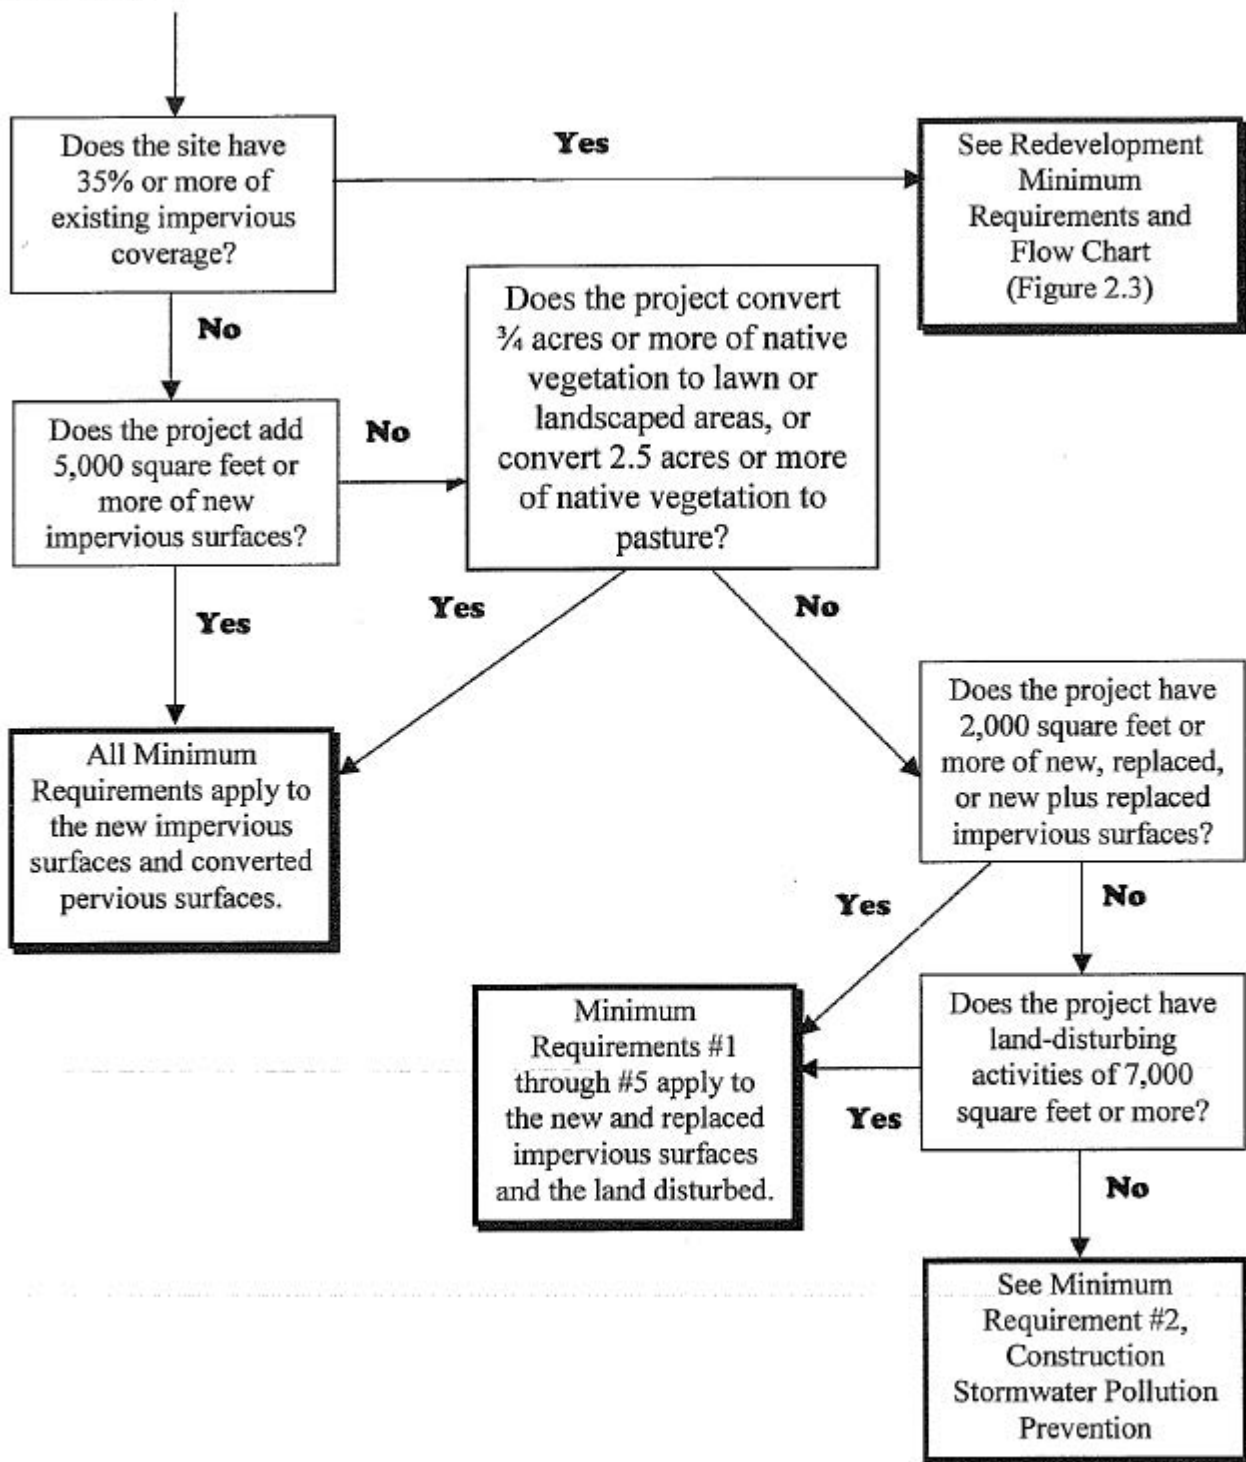 Does the site have
35% or more of
existing impervious
coverage?
Yes
See Redevelopment
Minimum
Requirements and
Flow Chart
(Figure 2.3)
No
Does the project convert
¾ acres or more of native
vegetation to lawn or
landscaped areas, or
convert 2.5 acres or more
of native vegetation to
pasture?
Does the project add
5,000 square feet or
more of new
impervious surfaces?
No
Yes
Yes
No
All Minimum
Requirements apply to
the new impervious
surfaces and converted
pervious surfaces.
Does the project have
2,000 square feet or
more of new, replaced,
or new plus replaced
impervious surfaces?
Yes
No
Minimum
Requirements #1
through #5 apply to
the new and replaced
impervious surfaces
and the land disturbed.
Does the project have
land-disturbing
activities of 7,000
square feet or more?
Yes
No
See Minimum
Requirement #2,
Construction
Stormwater Pollution
Prevention